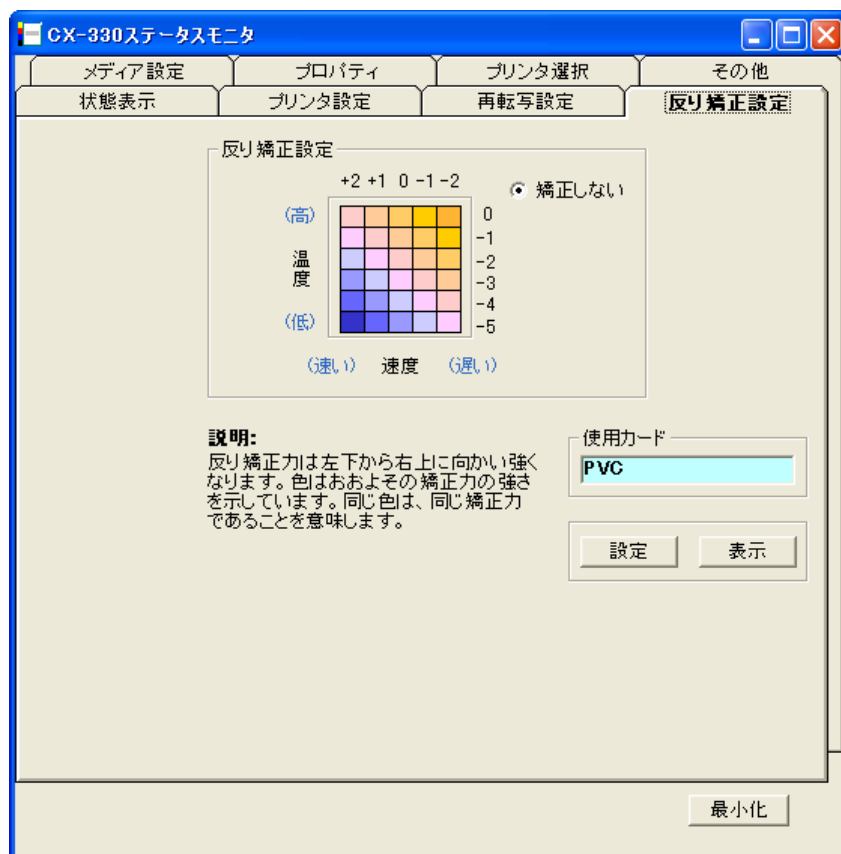 CX-330ステータスモニタ
メディア設定 プロパティ プリンタ選択 その他
状態表示 プリンタ設定 再転写設定 反り矯正設定
反り矯正設定
+2 +1 0 -1 -2
矯正しない
(高)
温度
(低)
0
-1
-2
-3
-4
-5
(速い) 速度 (遅い)
説明:
反り矯正力は左下から右上に向かい強く
なります。色はおおよその矯正力の強さ
を示しています。同じ色は、同じ矯正力
であることを意味します。
使用カード
PVC
設定 表示
最小化